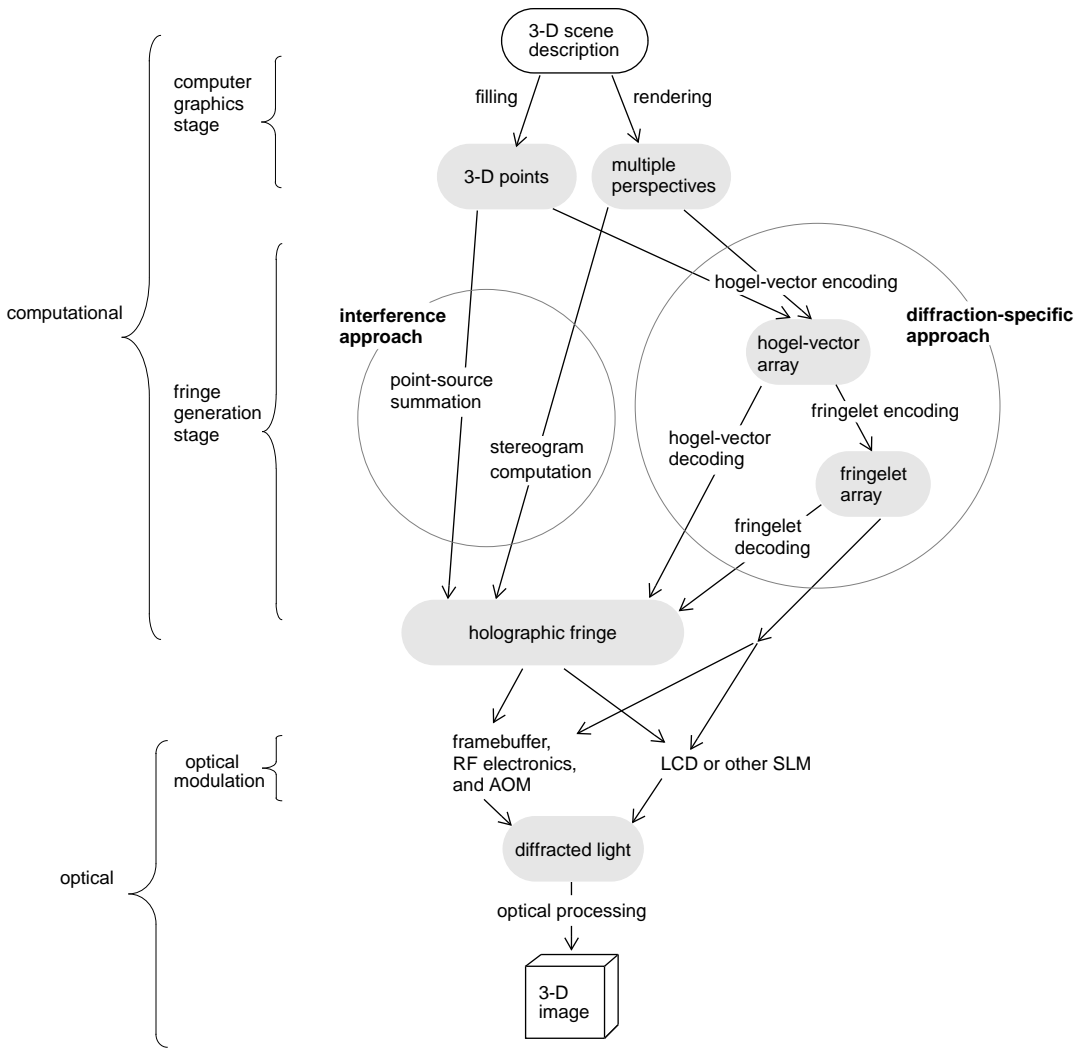 3-D scene
description
computer
graphics
stage
filling
rendering
3-D points
multiple
perspectives
hogel-vector encoding
computational
interference
approach
diffraction-specific
approach
hogel-vector
array
point-source
summation
fringe
generation
stage
fringelet encoding
hogel-vector
decoding
stereogram
computation
fringelet
array
fringelet
decoding
holographic fringe
optical
modulation
framebuffer,
RF electronics,
and AOM
LCD or other SLM
diffracted light
optical
optical processing
3-D
image